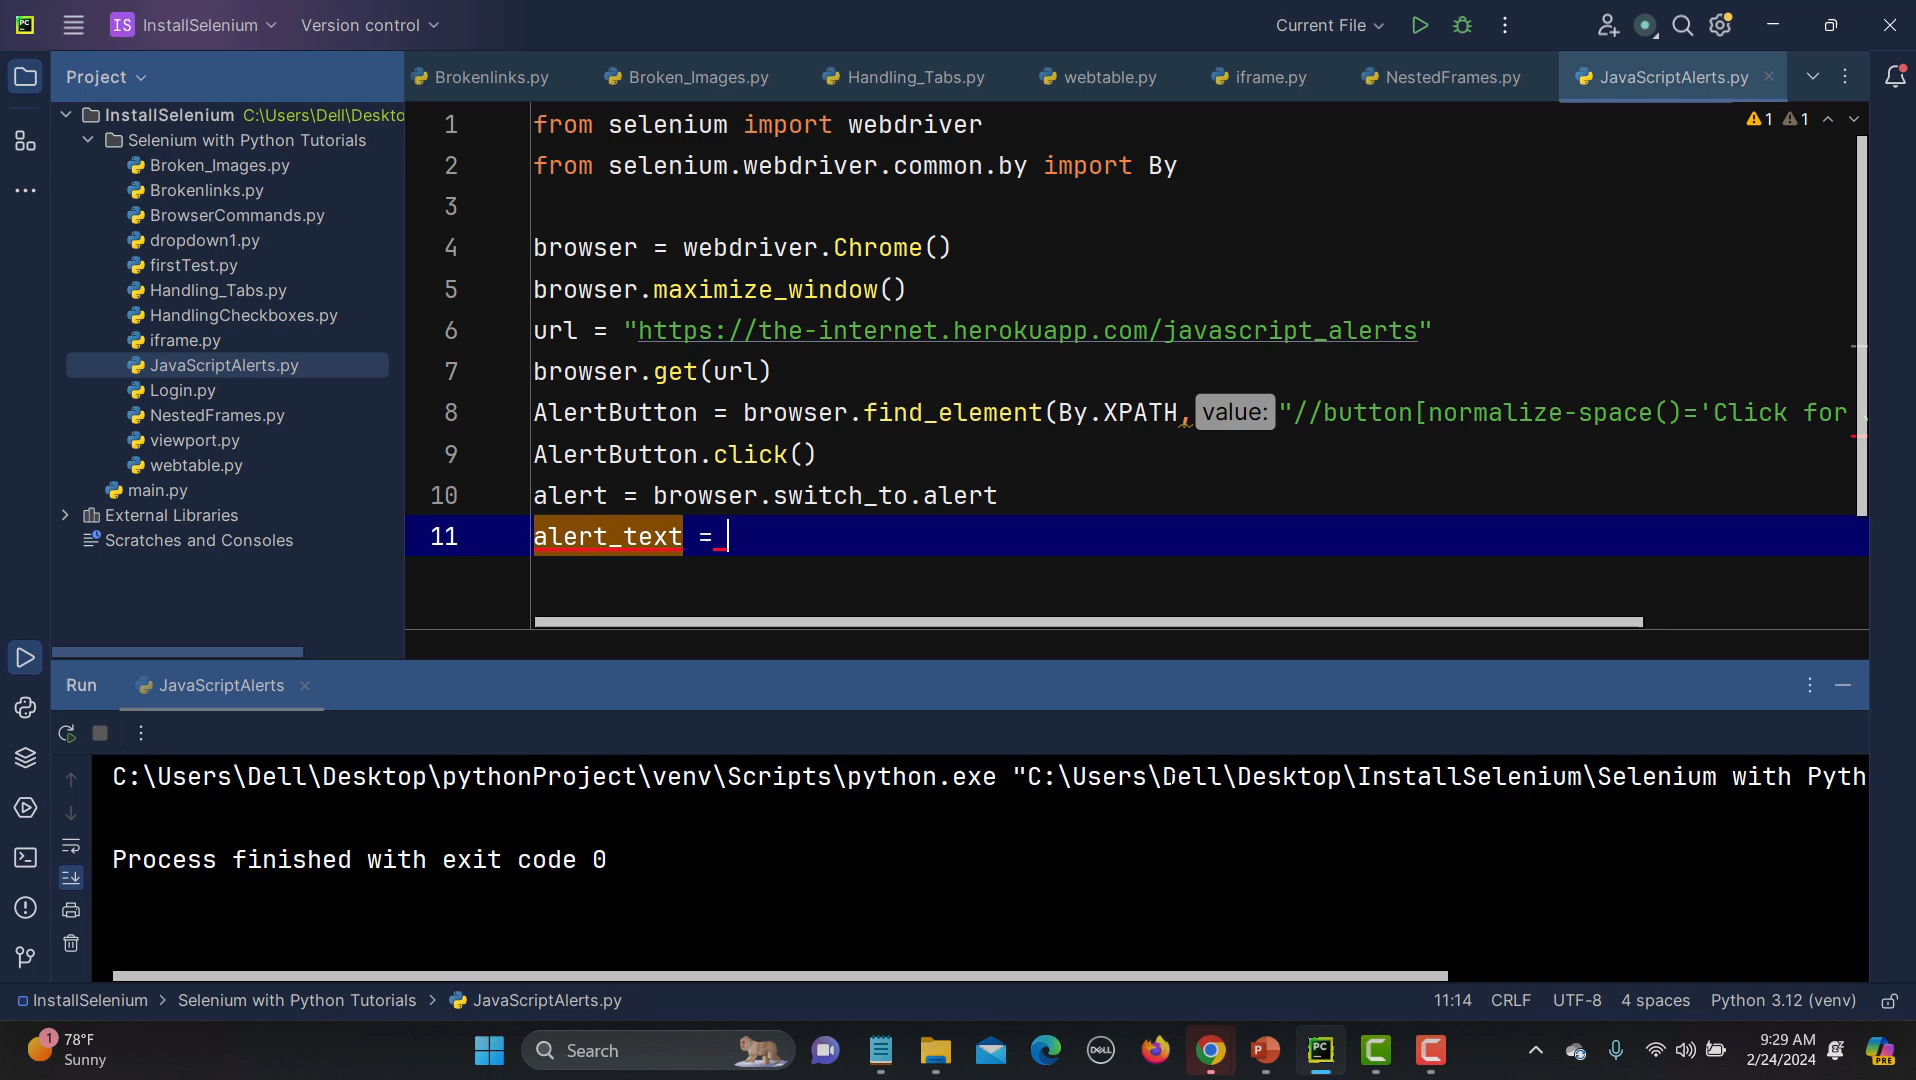 PC
IS InstallSelenium Version control Current File
Project
Brokenlinks.py Broken_Images.py Handling_Tabs.py webtable.py iframe.py NestedFrames.py JavaScriptAlerts.py
InstallSelenium C:\Users\Dell\Deskto
Selenium with Python Tutorials
Broken_Images.py
Brokenlinks.py
BrowserCommands.py
dropdown1.py
firstTest.py
Handling_Tabs.py
HandlingCheckboxes.py
iframe.py
JavaScriptAlerts.py
Login.py
NestedFrames.py
viewport.py
webtable.py
main.py
External Libraries
Scratches and Consoles
1 from selenium import webdriver
2 from selenium.webdriver.common.by import By
3
4 browser = webdriver.Chrome()
5 browser.maximize_window()
6 url = "https://the-internet.herokuapp.com/javascript_alerts"
7 browser.get(url)
8 AlertButton = browser.find_element(By.XPATH, value: "//button[normalize-space()='Click for
9 AlertButton.click()
10 alert = browser.switch_to.alert
11 alert_text =
1 1
Run JavaScriptAlerts
C:\Users\Dell\Desktop\pythonProject\venv\Scripts\python.exe "C:\Users\Dell\Desktop\InstallSelenium\Selenium with Pyth
Process finished with exit code 0
InstallSelenium > Selenium with Python Tutorials > JavaScriptAlerts.py 11:14 CRLF UTF-8 4 spaces Python 3.12 (venv)
1 78°F
Sunny
Search
DELL
PC
9:29 AM
2/24/2024
PRE